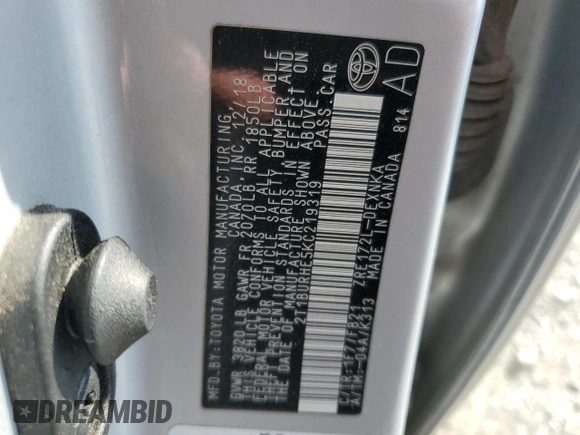 MFD. BY: TOYOTA MOTOR MANUFACTURING,
CANADA, INC. 12/18
GVWR 3820LB GAWR FR 2070LB RR 1850LB
THIS VEHICLE CONFORMS TO ALL APPLICABLE
FEDERAL MOTOR VEHICLE SAFETY, BUMPER, AND
THEFT PREVENTION STANDARDS IN EFFECT ON
THE DATE OF MANUFACTURE SHOWN ABOVE.
2T1BURHE5KC219319 PASS.CAR
C/TR: 1F7/FB21 ZRE172L-DEXNKA
A/TM: -04A/K313 MADE IN CANADA 814
AD
DREAMBID